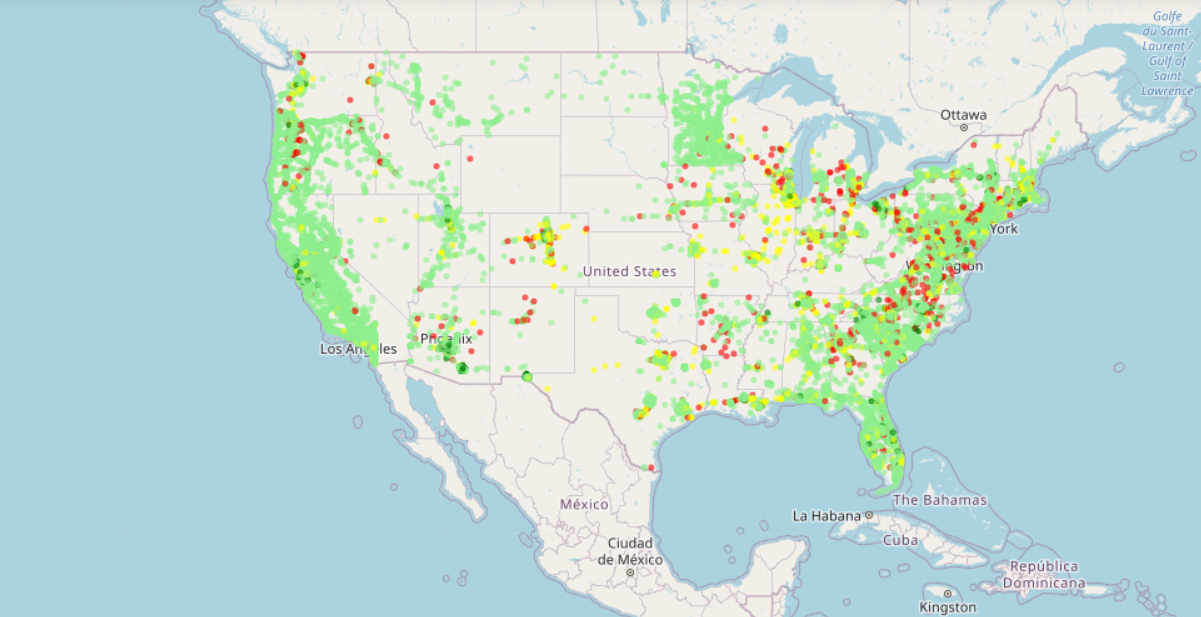 Golfe
du Saint-
Laurent /
Gulf of
Saint
Lawrence
Ottawa
York
Washington
United States
Phoenix
Los Angeles
The Bahamas
México
La Habana
Cuba
Ciudad
de México
República
Dominicana
Kingston